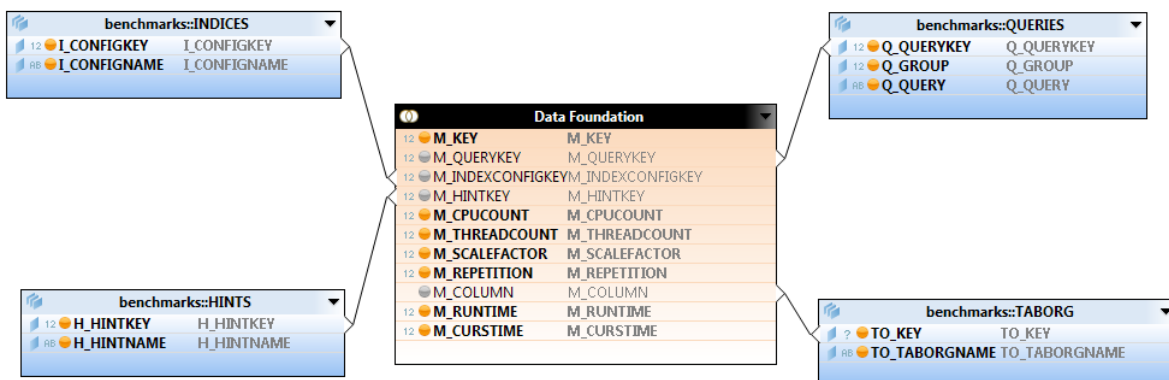 benchmarks::INDICES
12 I_CONFIGKEY I_CONFIGKEY
AB I_CONFIGNAME I_CONFIGNAME
benchmarks::QUERIES
12 Q_QUERYKEY Q_QUERYKEY
12 Q_GROUP Q_GROUP
AB Q_QUERY Q_QUERY
Data Foundation
12 M_KEY M_KEY
12 M_QUERYKEY M_QUERYKEY
12 M_INDEXCONFIGKEY M_INDEXCONFIGKEY
12 M_HINTKEY M_HINTKEY
12 M_CPUCOUNT M_CPUCOUNT
12 M_THREADCOUNT M_THREADCOUNT
12 M_SCALEFACTOR M_SCALEFACTOR
12 M_REPETITION M_REPETITION
M_COLUMN M_COLUMN
12 M_RUNTIME M_RUNTIME
12 M_CURSTIME M_CURSTIME
benchmarks::HINTS
12 H_HINTKEY H_HINTKEY
AB H_HINTNAME H_HINTNAME
benchmarks::TABORG
? TO_KEY TO_KEY
AB TO_TABORGNAME TO_TABORGNAME